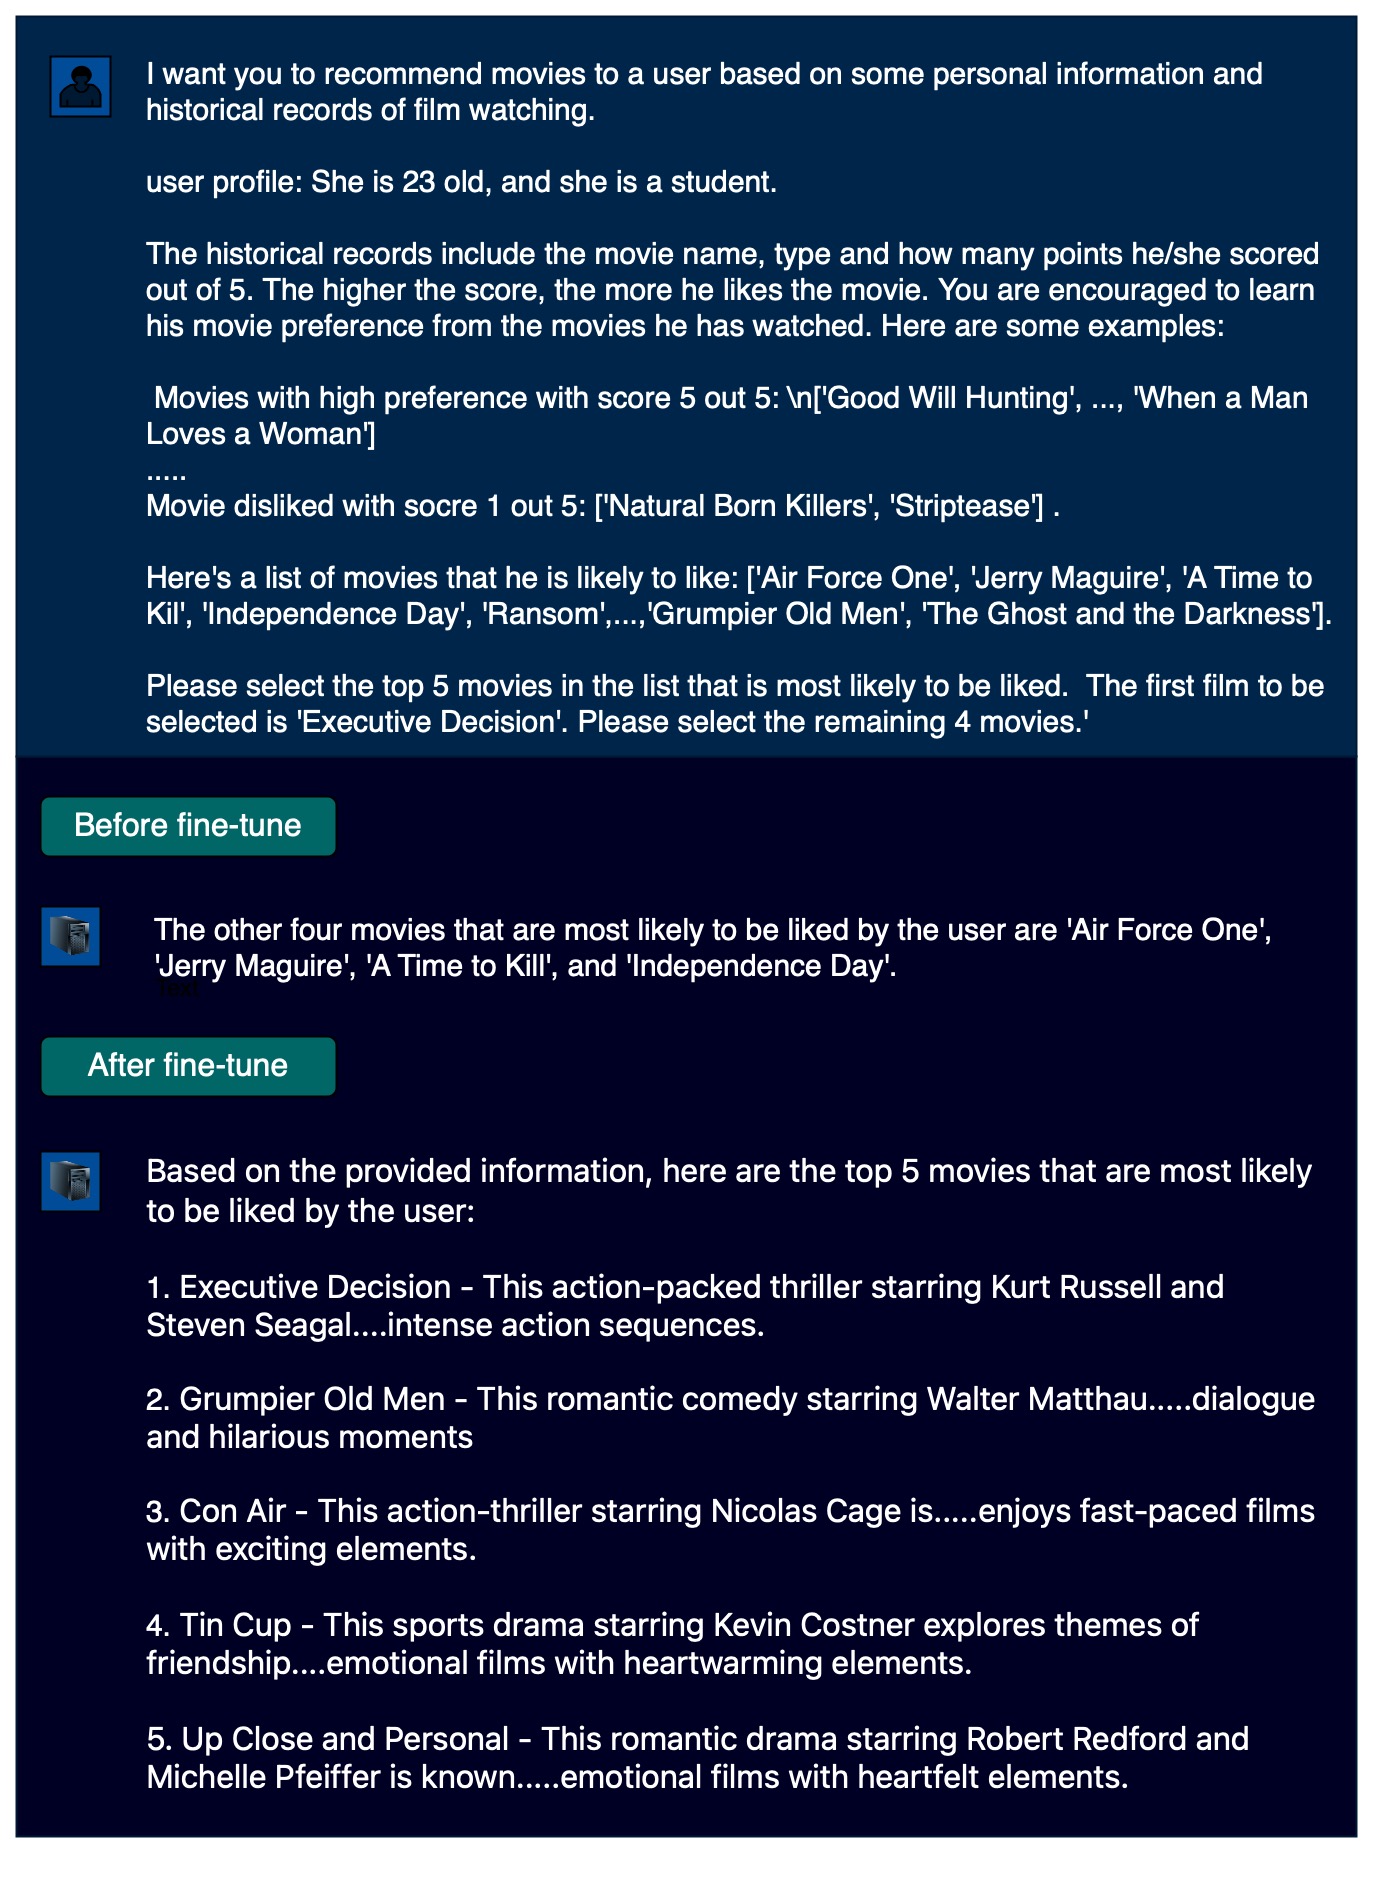 I want you to recommend movies to a user based on some personal information and
historical records of film watching.
user profile: She is 23 old, and she is a student.
The historical records include the movie name, type and how many points he/she scored
out of 5. The higher the score, the more he likes the movie. You are encouraged to learn
his movie preference from the movies he has watched. Here are some examples:
Movies with high preference with score 5 out 5: \n['Good Will Hunting', ..., 'When a Man
Loves a Woman']
.....
Movie disliked with socre 1 out 5: ['Natural Born Killers', 'Striptease'] .
Here's a list of movies that he is likely to like: ['Air Force One', 'Jerry Maguire', 'A Time to
Kil', 'Independence Day', 'Ransom',...,'Grumpier Old Men', 'The Ghost and the Darkness'].
Please select the top 5 movies in the list that is most likely to be liked.  The first film to be
selected is 'Executive Decision'. Please select the remaining 4 movies.'
Before fine-tune
The other four movies that are most likely to be liked by the user are 'Air Force One',
'Jerry Maguire', 'A Time to Kill', and 'Independence Day'.
Text
After fine-tune
Based on the provided information, here are the top 5 movies that are most likely
to be liked by the user:
1. Executive Decision - This action-packed thriller starring Kurt Russell and
Steven Seagal....intense action sequences.
2. Grumpier Old Men - This romantic comedy starring Walter Matthau.....dialogue
and hilarious moments
3. Con Air - This action-thriller starring Nicolas Cage is.....enjoys fast-paced films
with exciting elements.
4. Tin Cup - This sports drama starring Kevin Costner explores themes of
friendship....emotional films with heartwarming elements.
5. Up Close and Personal - This romantic drama starring Robert Redford and
Michelle Pfeiffer is known.....emotional films with heartfelt elements.